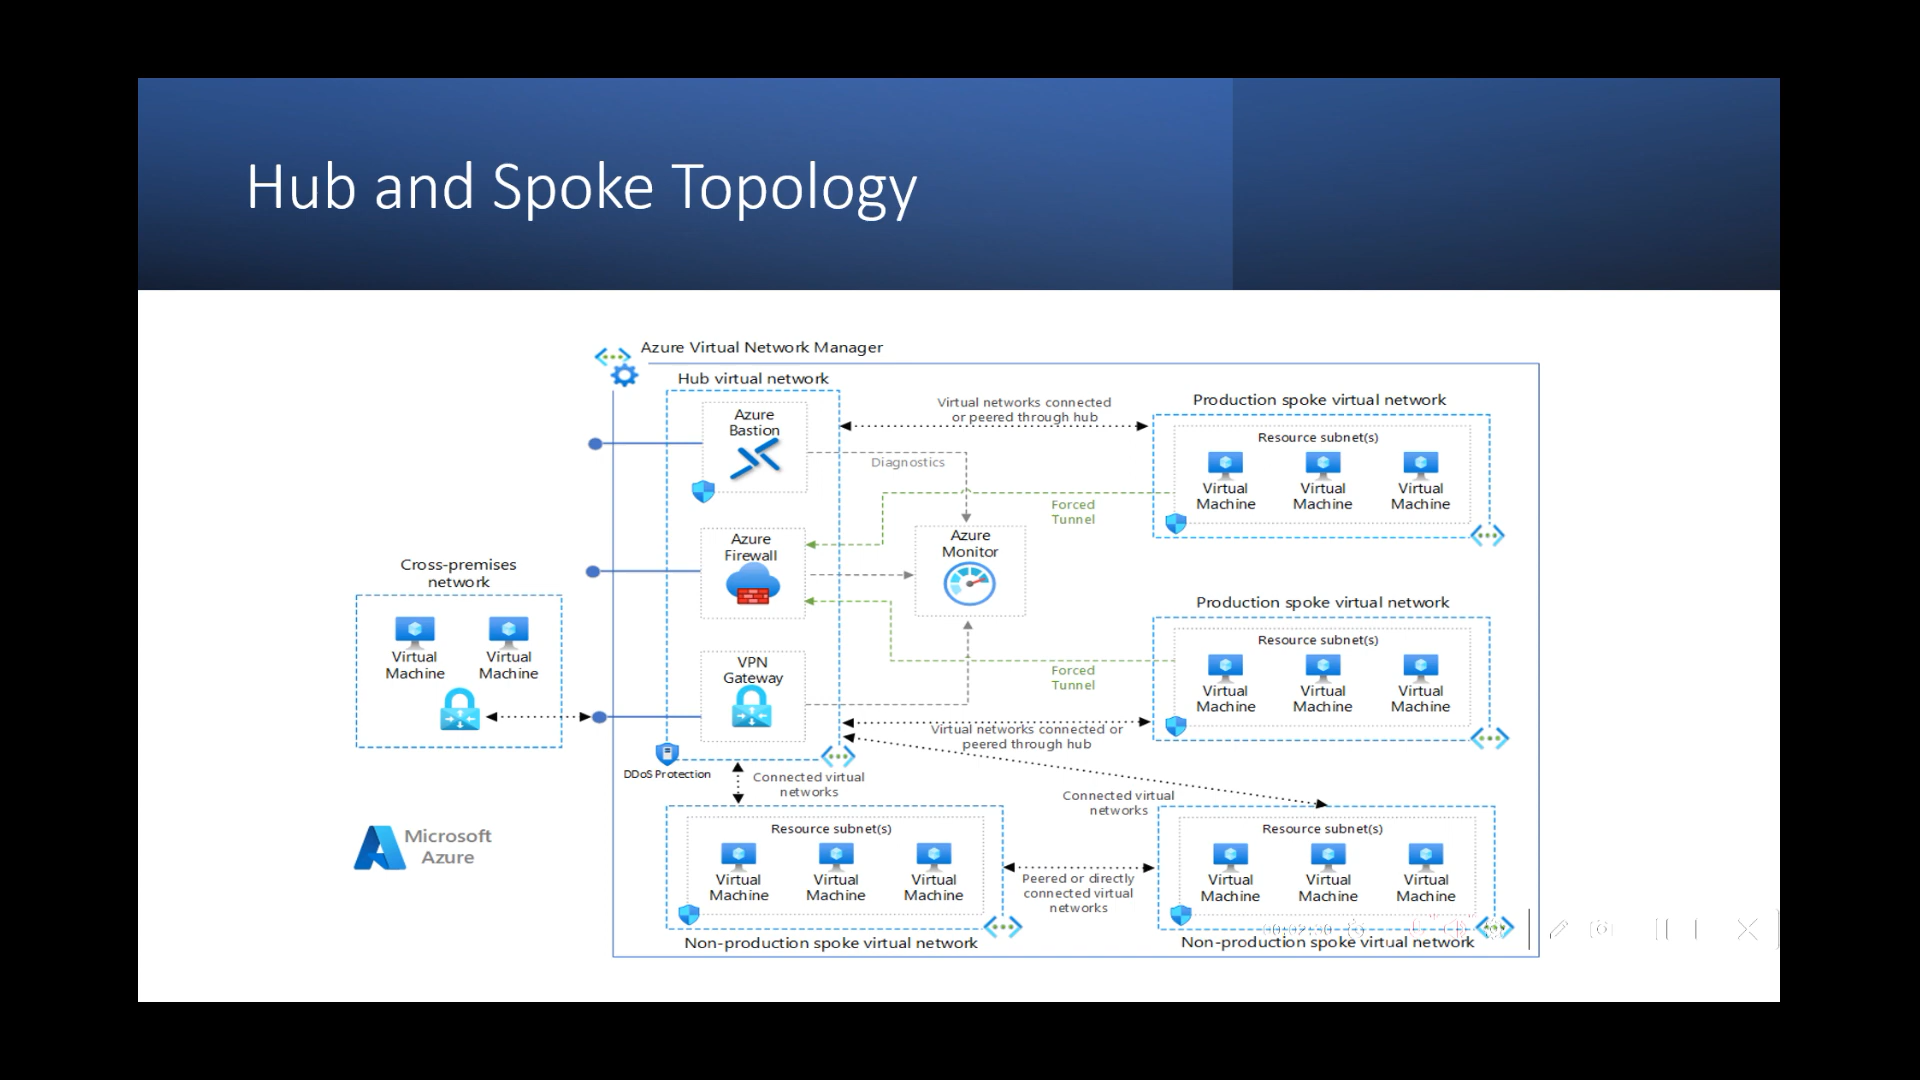 Hub and Spoke Topology
Azure Virtual Network Manager
Hub virtual network
Azure
Bastion
Virtual networks connected
or peered through hub
Diagnostics
Production spoke virtual network
Resource subnet(s)
Virtual
Machine
Virtual
Machine
Virtual
Machine
Forced
Tunnel
Azure
Firewall
Azure
Monitor
Cross-premises
network
Virtual
Machine
Virtual
Machine
Production spoke virtual network
Resource subnet(s)
Virtual
Machine
Virtual
Machine
Virtual
Machine
Forced
Tunnel
VPN
Gateway
Virtual networks connected or
peered through hub
DDoS Protection
Connected virtual
networks
Connected virtual
networks
Microsoft
Azure
Resource subnet(s)
Virtual
Machine
Virtual
Machine
Virtual
Machine
Non-production spoke virtual network
Peered or directly
connected virtual
networks
Resource subnet(s)
Virtual
Machine
Virtual
Machine
Virtual
Machine
Non-production spoke virtual network